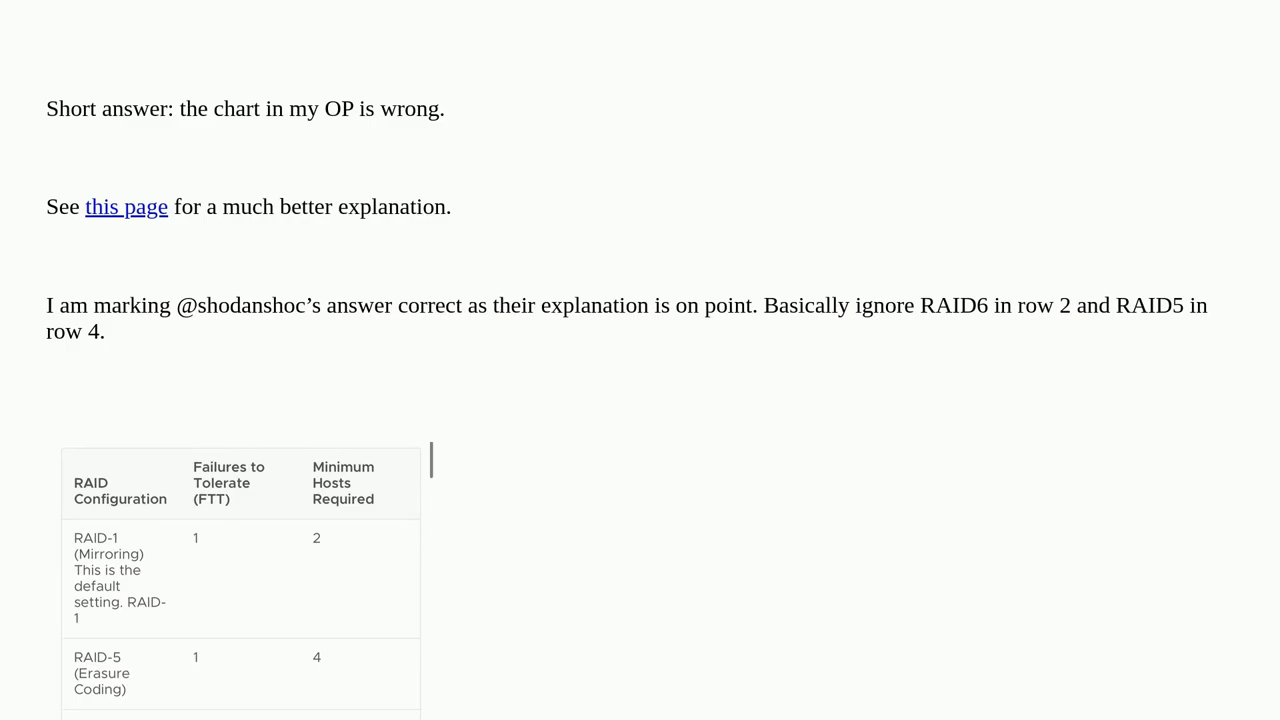 Short answer: the chart in my OP is wrong.
See this page for a much better explanation.
I am marking @shodanshoc’s answer correct as their explanation is on point. Basically ignore RAID6 in row 2 and RAID5 in
row 4.
RAID
Configuration
Failures to
Tolerate
(FTT)
Minimum
Hosts
Required
RAID-1
(Mirroring)
This is the
default
setting. RAID-
1
1
2
RAID-5
(Erasure
Coding)
1
4